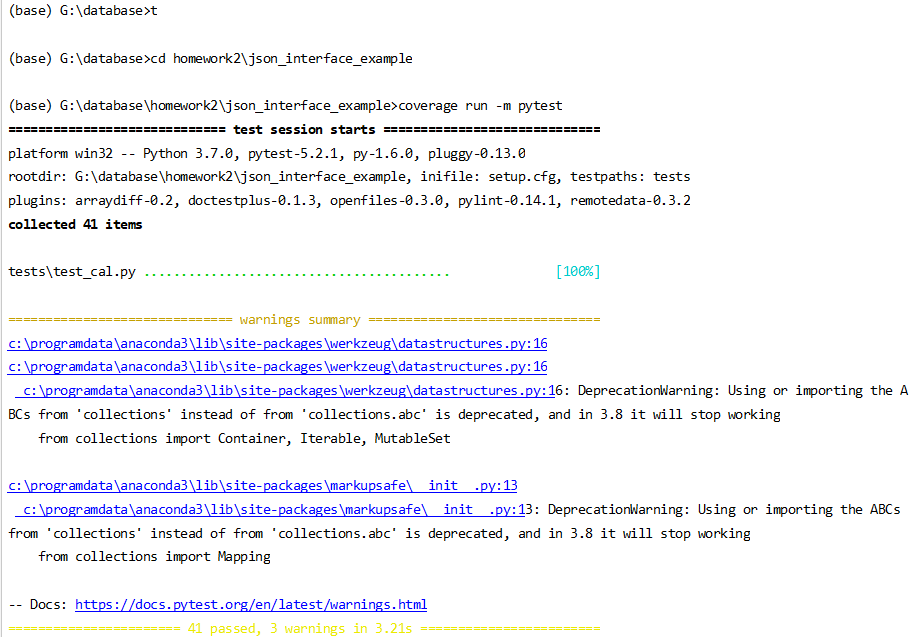 (base) G:\database>t
(base) G:\database>cd homework2\json_interface_example
(base) G:\database\homework2\json_interface_example>coverage run -m pytest
============================= test session starts =============================
platform win32 -- Python 3.7.0, pytest-5.2.1, py-1.6.0, pluggy-0.13.0
rootdir: G:\database\homework2\json_interface_example, inifile: setup.cfg, testpaths: tests
plugins: arraydiff-0.2, doctestplus-0.1.3, openfiles-0.3.0, pylint-0.14.1, remotedata-0.3.2
collected 41 items
tests\test_cal.py ......................................... [100%]
============================== warnings summary ===============================
c:\programdata\anaconda3\lib\site-packages\werkzeug\datastructures.py:16
c:\programdata\anaconda3\lib\site-packages\werkzeug\datastructures.py:16
c:\programdata\anaconda3\lib\site-packages\werkzeug\datastructures.py:16: DeprecationWarning: Using or importing the A
BCs from 'collections' instead of from 'collections.abc' is deprecated, and in 3.8 it will stop working
from collections import Container, Iterable, MutableSet
c:\programdata\anaconda3\lib\site-packages\markupsafe\__init__.py:13
c:\programdata\anaconda3\lib\site-packages\markupsafe\__init__.py:13: DeprecationWarning: Using or importing the ABCs
from 'collections' instead of from 'collections.abc' is deprecated, and in 3.8 it will stop working
from collections import Mapping
-- Docs: https://docs.pytest.org/en/latest/warnings.html
======================= 41 passed, 3 warnings in 3.21s ========================